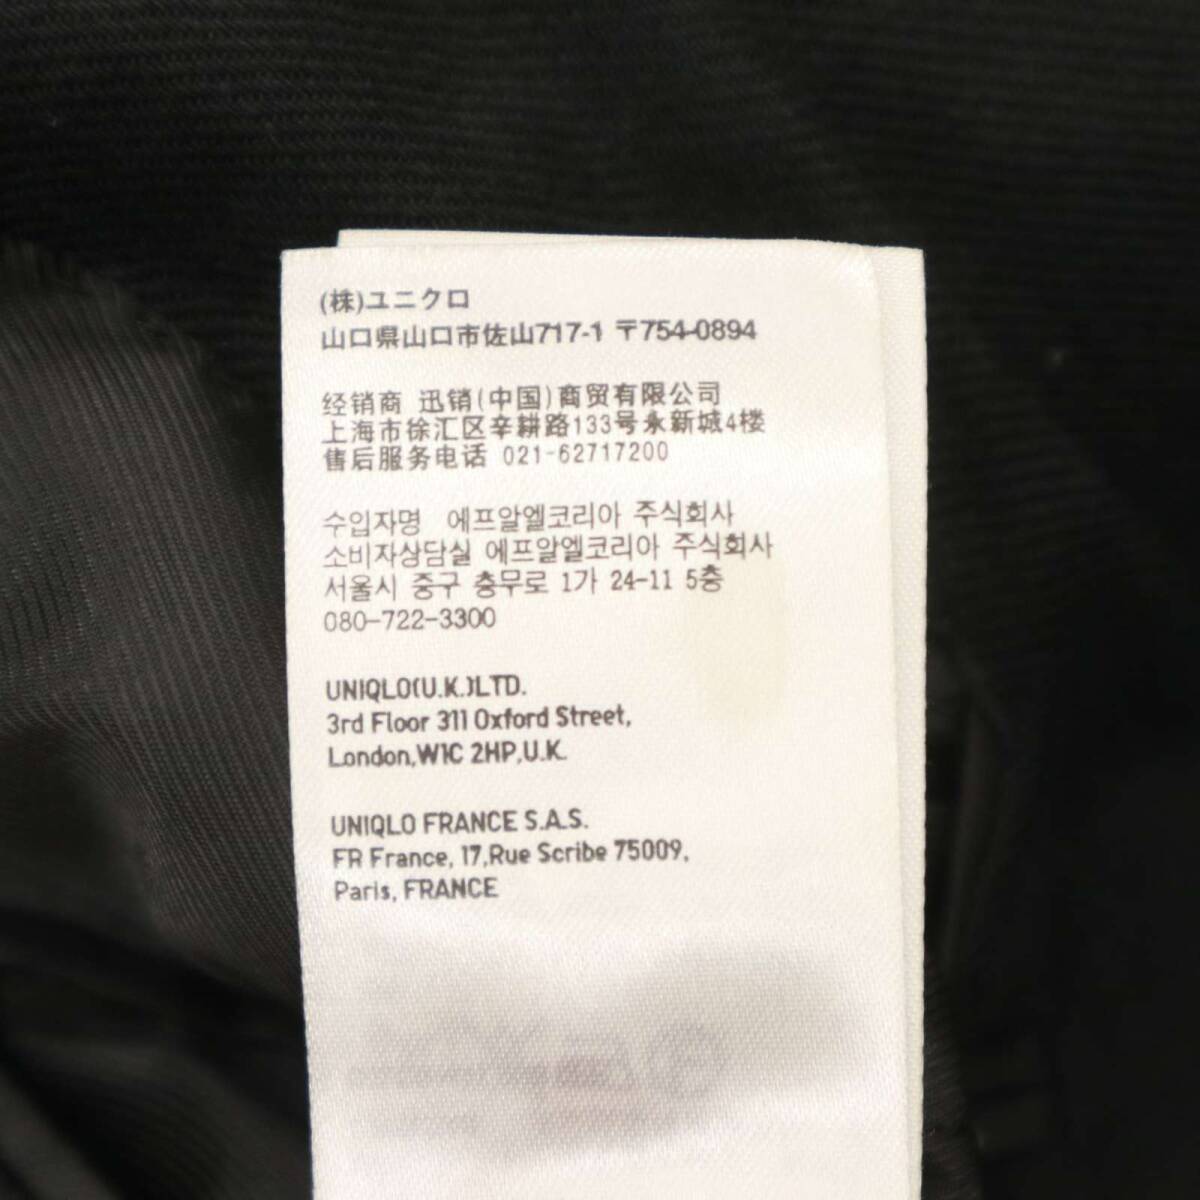 (株)ユニクロ
山口県山口市佐山717-1 〒754-0894
经销商 迅销(中国)商贸有限公司
上海市徐汇区辛耕路133号永新城4楼
售后服务电话 021-62717200
수입자명 에프알엘코리아 주식회사
소비자상담실 에프알엘코리아 주식회사
서울시 중구 충무로 1가 24-11 5층
080-722-3300
UNIQLO(U.K.)LTD.
3rd Floor 311 Oxford Street,
London,W1C 2HP,U.K.
UNIQLO FRANCE S.A.S.
FR France, 17,Rue Scribe 75009,
Paris, FRANCE